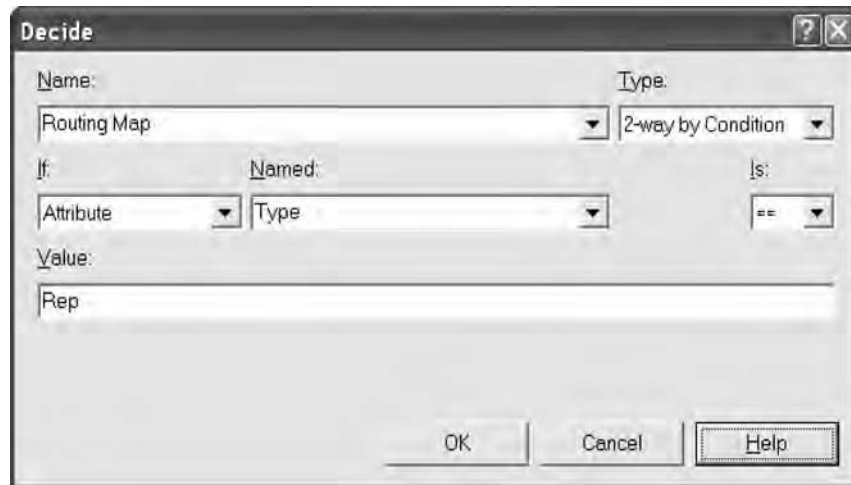 Decide
Name: Type:
Routing Map 2-way by Condition
If: Named: Is:
Attribute Type ==
Value:
Rep
OK Cancel Help